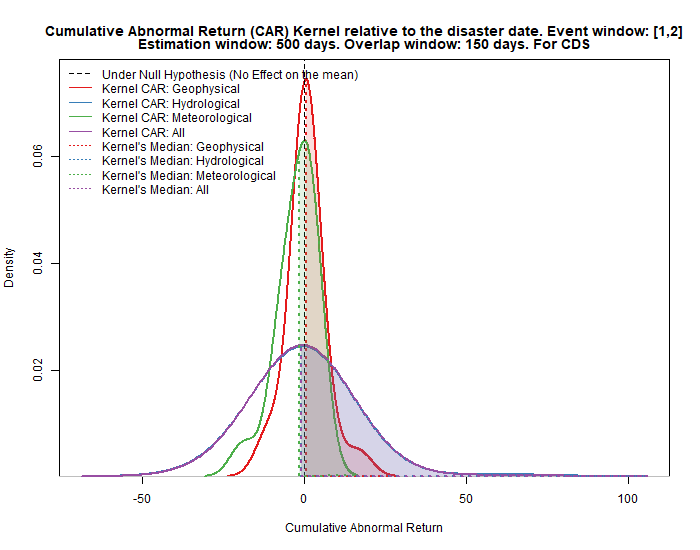 Cumulative Abnormal Return (CAR) Kernel relative to the disaster date. Event window: [1,2]
Estimation window: 500 days. Overlap window: 150 days. For CDS
Under Null Hypothesis (No Effect on the mean)
Kernel CAR: Geophysical
Kernel CAR: Hydrological
Kernel CAR: Meteorological
Kernel CAR: All
Kernel's Median: Geophysical
Kernel's Median: Hydrological
Kernel's Median: Meteorological
Kernel's Median: All
0.06
0.04
0.02
Density
-50
0
50
100
Cumulative Abnormal Return